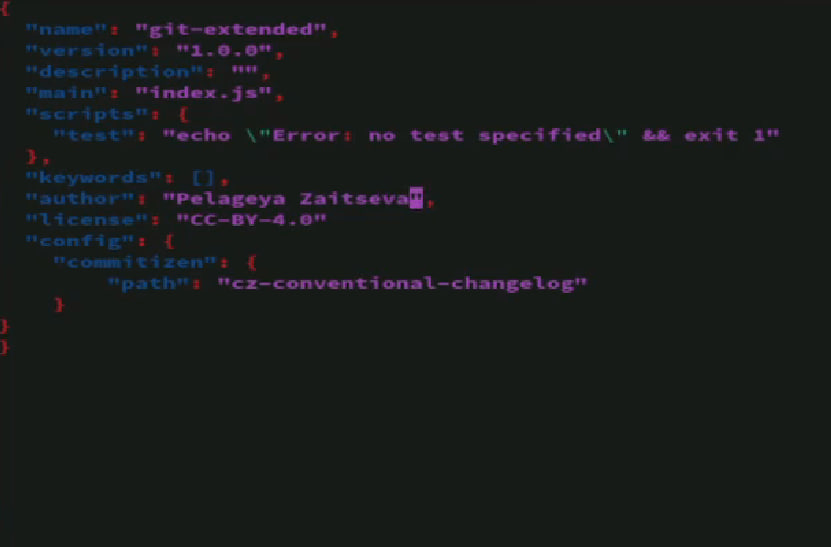 {
  "name": "git-extended",
  "version": "1.0.0",
  "description": "",
  "main": "index.js",
  "scripts": {
    "test": "echo \"Error: no test specified\" && exit 1"
  },
  "keywords": [],
  "author": "Pelageya Zaitseva",
  "license": "CC-BY-4.0"
  "config": {
    "commitizen": {
        "path": "cz-conventional-changelog"
    }
}
}